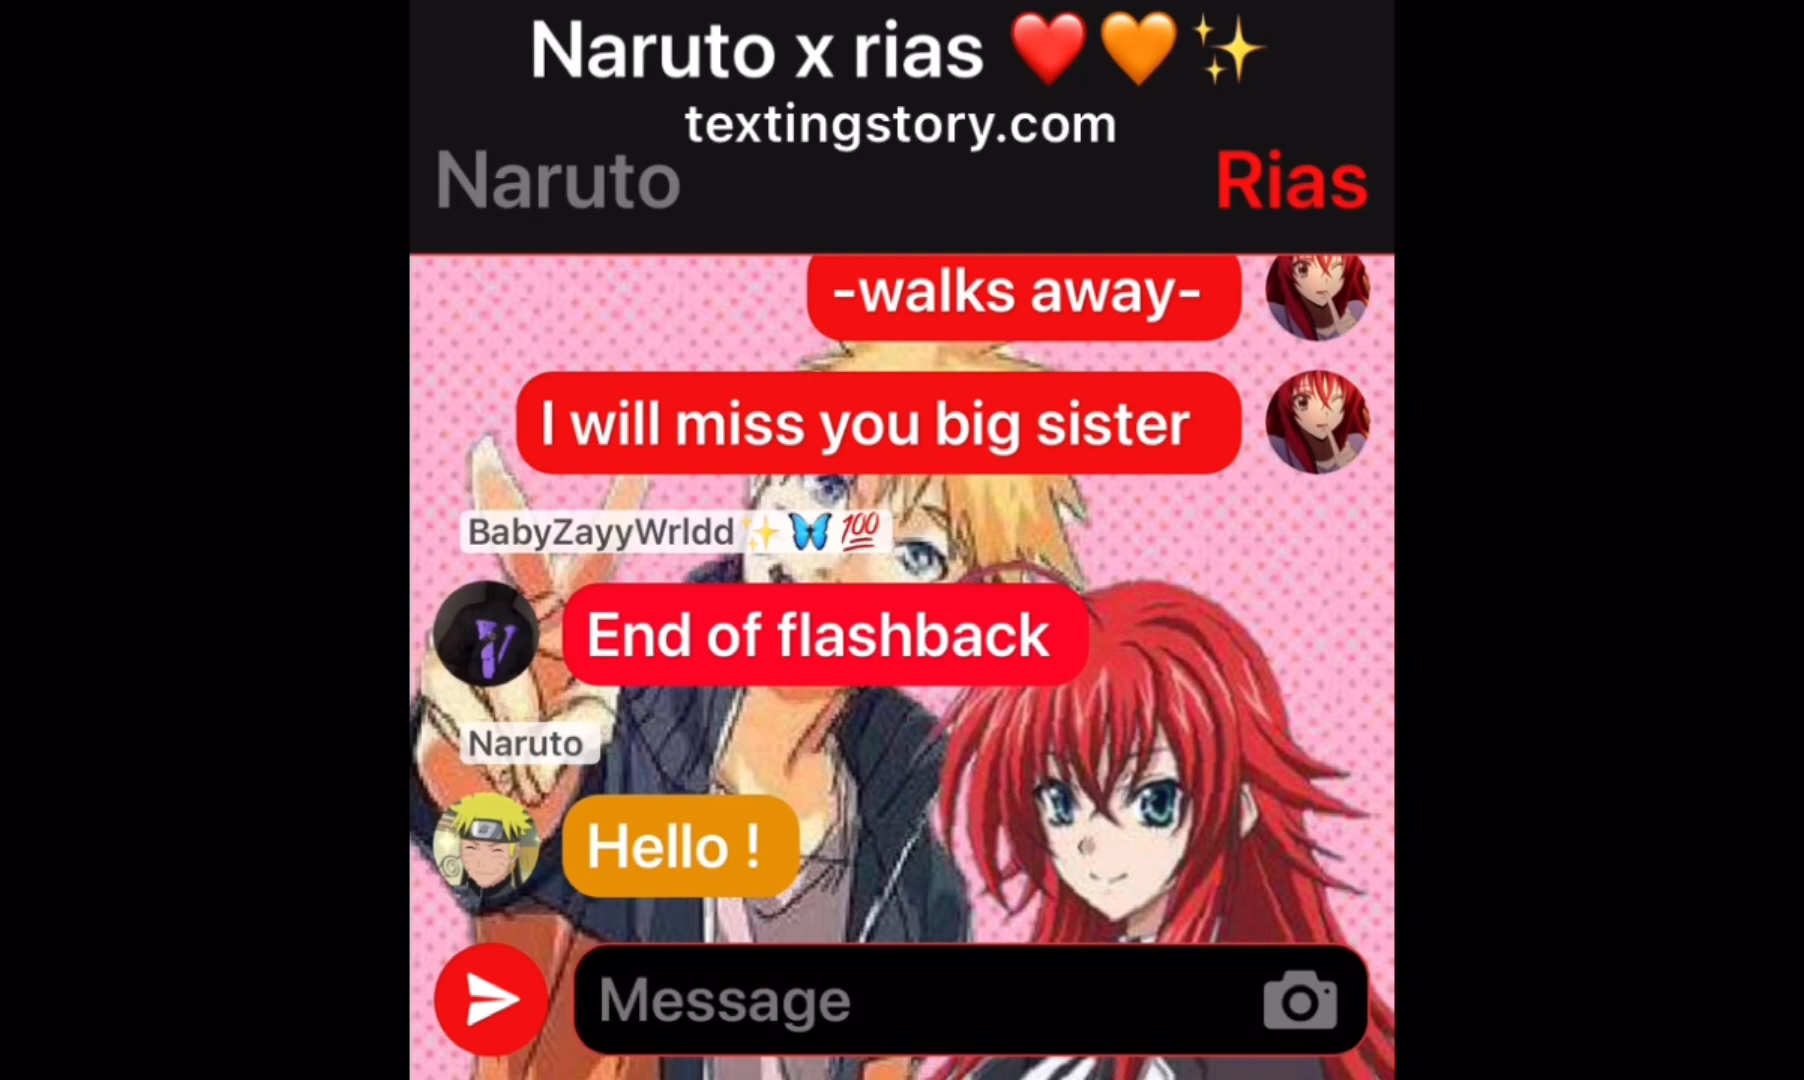 Naruto x rias ❤️🧡✨
textingstory.com
Naruto
Rias
-walks away-
I will miss you big sister
BabyZayyWrldd✨🦋💯
End of flashback
Naruto
Hello !
Message